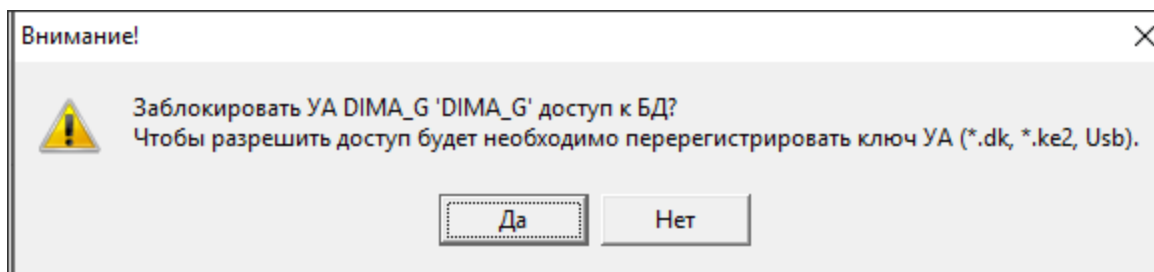 Внимание!
Заблокировать УА DIMA_G 'DIMA_G' доступ к БД?
Чтобы разрешить доступ будет необходимо перерегистрировать ключ УА (*.dk, *.ke2, Usb).
Да
Нет